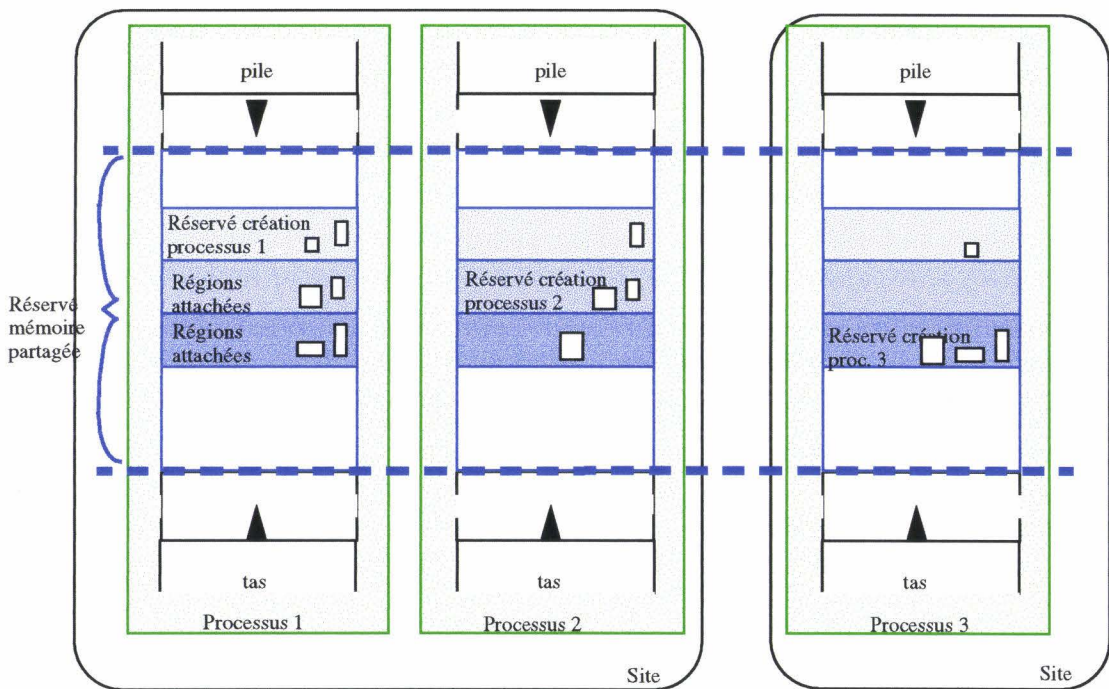 pile
pile
pile
Réservé création
processus 1
Régions
attachées
Réservé création
processus 2
Réservé
mémoire
partagée
Régions
attachées
Réservé création
proc. 3
tas
tas
tas
Processus 1
Processus 2
Processus 3
Site
Site